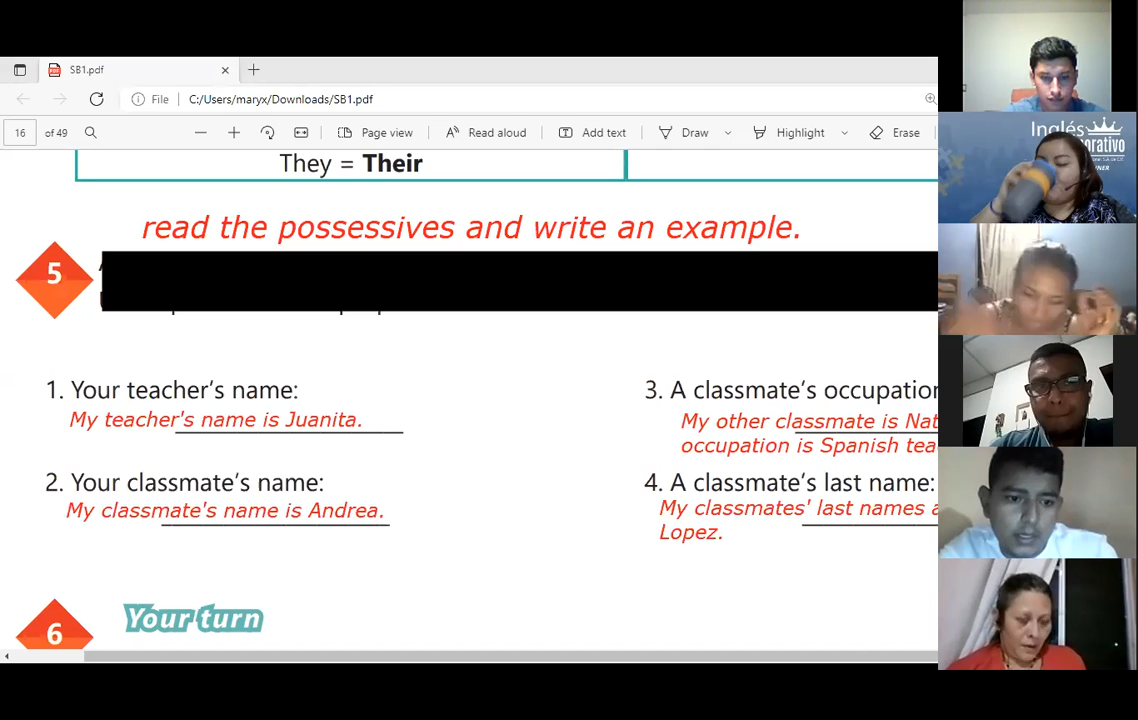 SB1.pdf
File C:/Users/maryx/Downloads/SB1.pdf
16 of 49 Page view Read aloud Add text Draw Highlight Erase
They = Their
read the possessives and write an example.
5
1. Your teacher's name:
My teacher's name is Juanita.
2. Your classmate's name:
My classmate's name is Andrea.
3. A classmate's occupation
My other classmate is Nat
occupation is Spanish tea
4. A classmate's last name:
My classmates' last names a
Lopez.
6 Your turn
Inglés
orativo